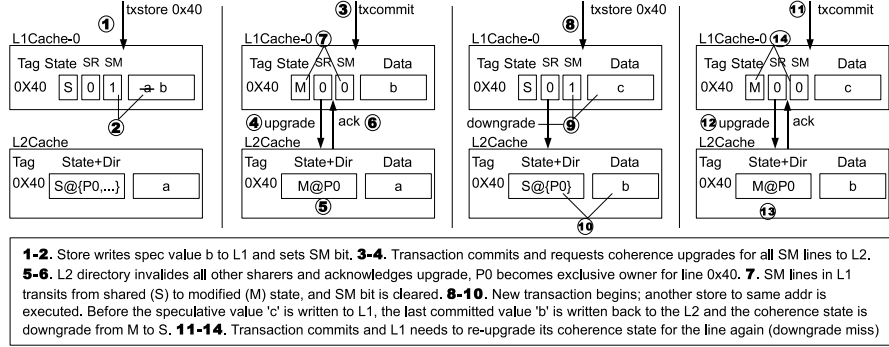 1 txstore 0x40
3 txcommit
8 txstore 0x40
11 txcommit
L1Cache-0
Tag State SR SM
0X40 S 0 1 a b
2
L2Cache
Tag State+Dir Data
0X40 S@{P0,...} a
L1Cache-0 7
Tag State SR SM Data
0X40 M 0 0 b
4 upgrade ack 6
L2Cache
Tag State+Dir Data
0X40 M@P0 a
5
L1Cache-0
Tag State SR SM Data
0X40 S 0 1 c
downgrade 9
L2Cache
Tag State+Dir Data
0X40 S@{P0} b
10
L1Cache-0 14
Tag State SR SM Data
0X40 M 0 0 c
12 upgrade ack
L2Cache
Tag State+Dir Data
0X40 M@P0 b
13
1-2. Store writes spec value b to L1 and sets SM bit. 3-4. Transaction commits and requests coherence upgrades for all SM lines to L2.
5-6. L2 directory invalides all other sharers and acknowledges upgrade, P0 becomes exclusive owner for line 0x40. 7. SM lines in L1
transits from shared (S) to modified (M) state, and SM bit is cleared. 8-10. New transaction begins; another store to same addr is
executed. Before the speculative value 'c' is written to L1, the last committed value 'b' is written back to the L2 and the coherence state is
downgrade from M to S. 11-14. Transaction commits and L1 needs to re-upgrade its coherence state for the line again (downgrade miss)